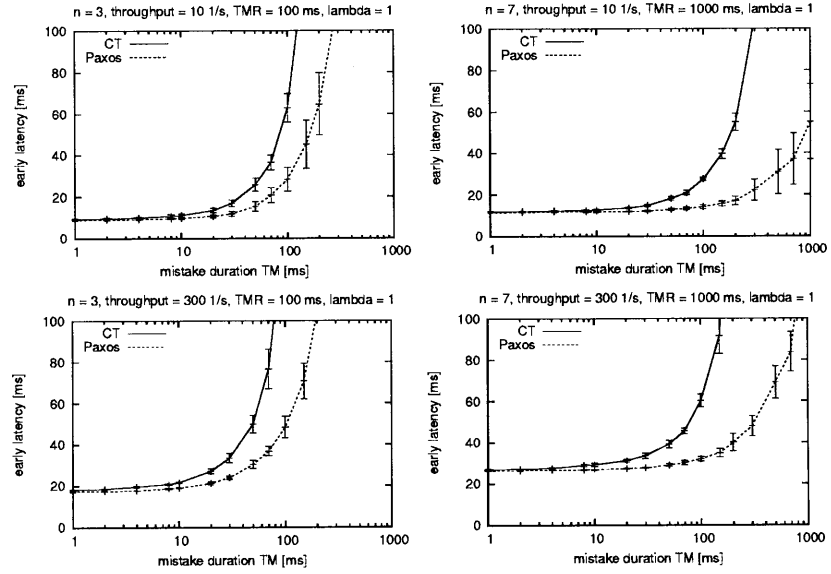 n = 3, throughput = 10 1/s, TMR = 100 ms, lambda = 1
CT
Paxos
early latency [ms]
100
80
60
40
20
0
1
10
100
1000
mistake duration TM [ms]
n = 7, throughput = 10 1/s, TMR = 1000 ms, lambda = 1
CT
Paxos
early latency [ms]
100
80
60
40
20
0
1
10
100
1000
mistake duration TM [ms]
n = 3, throughput = 300 1/s, TMR = 100 ms, lambda = 1
CT
Paxos
early latency [ms]
100
80
60
40
20
0
1
10
100
1000
mistake duration TM [ms]
n = 7, throughput = 300 1/s, TMR = 1000 ms, lambda = 1
CT
Paxos
early latency [ms]
100
80
60
40
20
0
1
10
100
1000
mistake duration TM [ms]